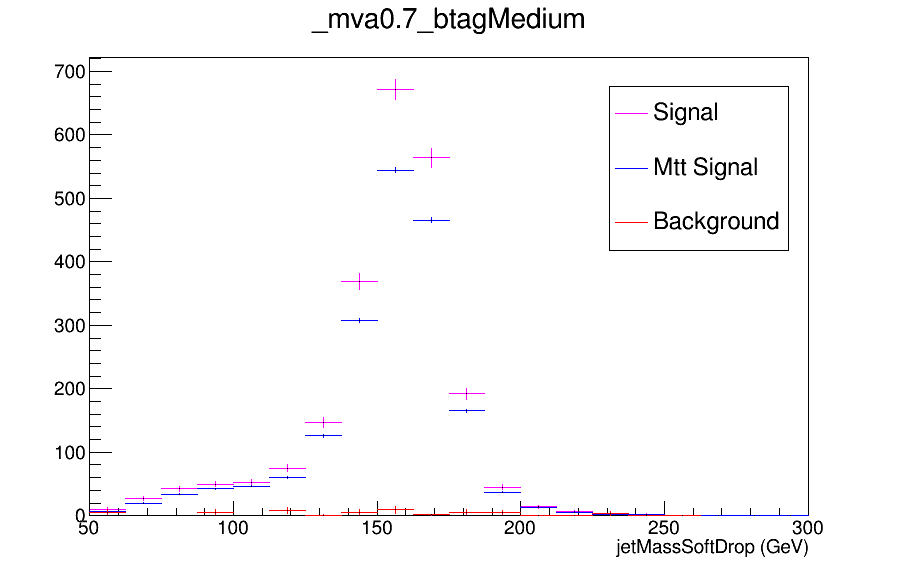 _mva0.7_btagMedium
700
600
500
400
300
200
100
0
Signal
Mtt Signal
Background
50
100
150
200
250
300
jetMassSoftDrop (GeV)